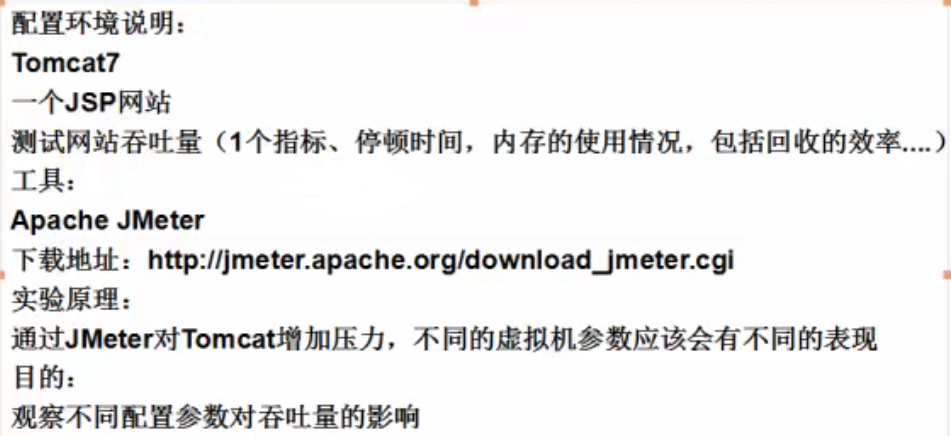 配置环境说明：
Tomcat7
一个JSP网站
测试网站吞吐量（1个指标、停顿时间，内存的使用情况，包括回收的效率....）
工具：
Apache JMeter
下载地址：http://jmeter.apache.org/download_jmeter.cgi
实验原理：
通过JMeter对Tomcat增加压力，不同的虚拟机参数应该会有不同的表现
目的：
观察不同配置参数对吞吐量的影响